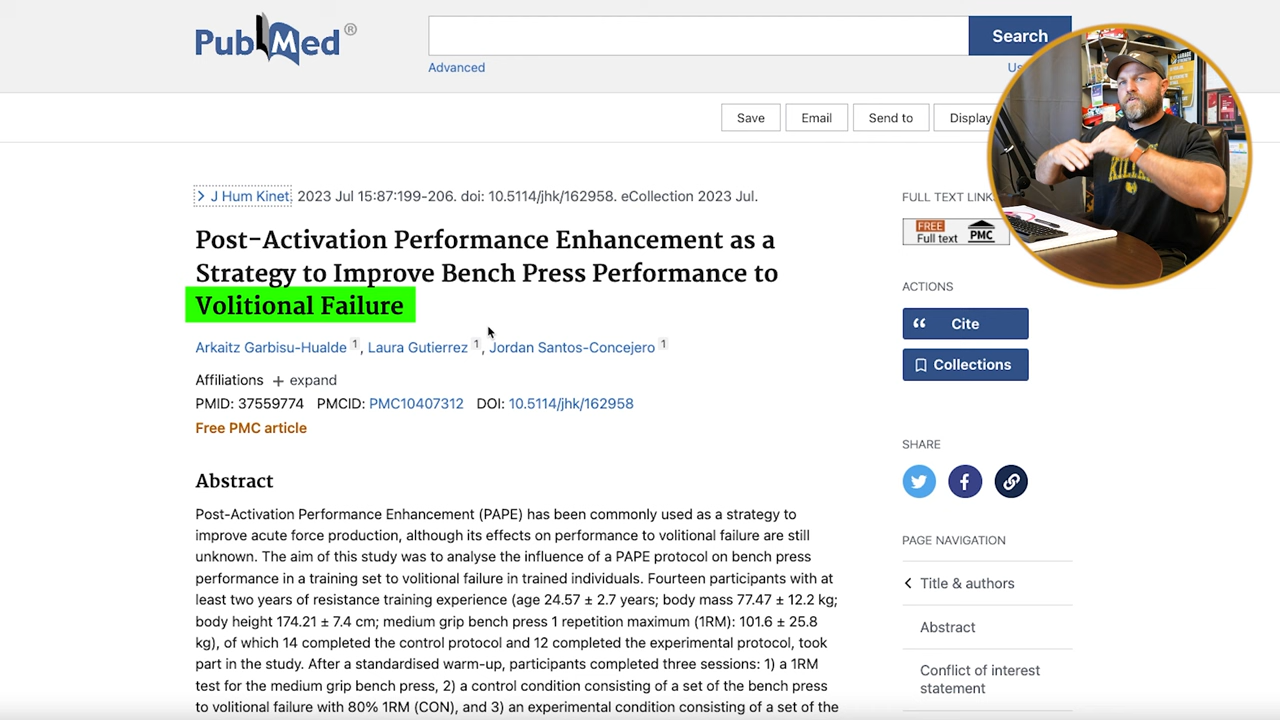 PubMed®
Search
Advanced
Us
Save
Email
Send to
Display
J Hum Kinet. 2023 Jul 15:87:199-206. doi: 10.5114/jhk/162958. eCollection 2023 Jul.
Post-Activation Performance Enhancement as a
Strategy to Improve Bench Press Performance to
Volitional Failure
Arkaitz Garbisu-Hualde 1, Laura Gutierrez 1, Jordan Santos-Concejero 1
Affiliations + expand
PMID: 37559774 PMCID: PMC10407312 DOI: 10.5114/jhk/162958
Free PMC article
Abstract
Post-Activation Performance Enhancement (PAPE) has been commonly used as a strategy to
improve acute force production, although its effects on performance to volitional failure are still
unknown. The aim of this study was to analyse the influence of a PAPE protocol on bench press
performance in a training set to volitional failure in trained individuals. Fourteen participants with at
least two years of resistance training experience (age 24.57 ± 2.7 years; body mass 77.47 ± 12.2 kg;
body height 174.21 ± 7.4 cm; medium grip bench press 1 repetition maximum (1RM): 101.6 ± 25.8
kg), of which 14 completed the control protocol and 12 completed the experimental protocol, took
part in the study. After a standardised warm-up, participants completed three sessions: 1) a 1RM
test for the medium grip bench press, 2) a control condition consisting of a set of the bench press
to volitional failure with 80% 1RM (CON), and 3) an experimental condition consisting of a set of the
FULL TEXT LINK
FREE
Full text
PMC
ACTIONS
Cite
Collections
SHARE
PAGE NAVIGATION
Title & authors
Abstract
Conflict of interest
statement